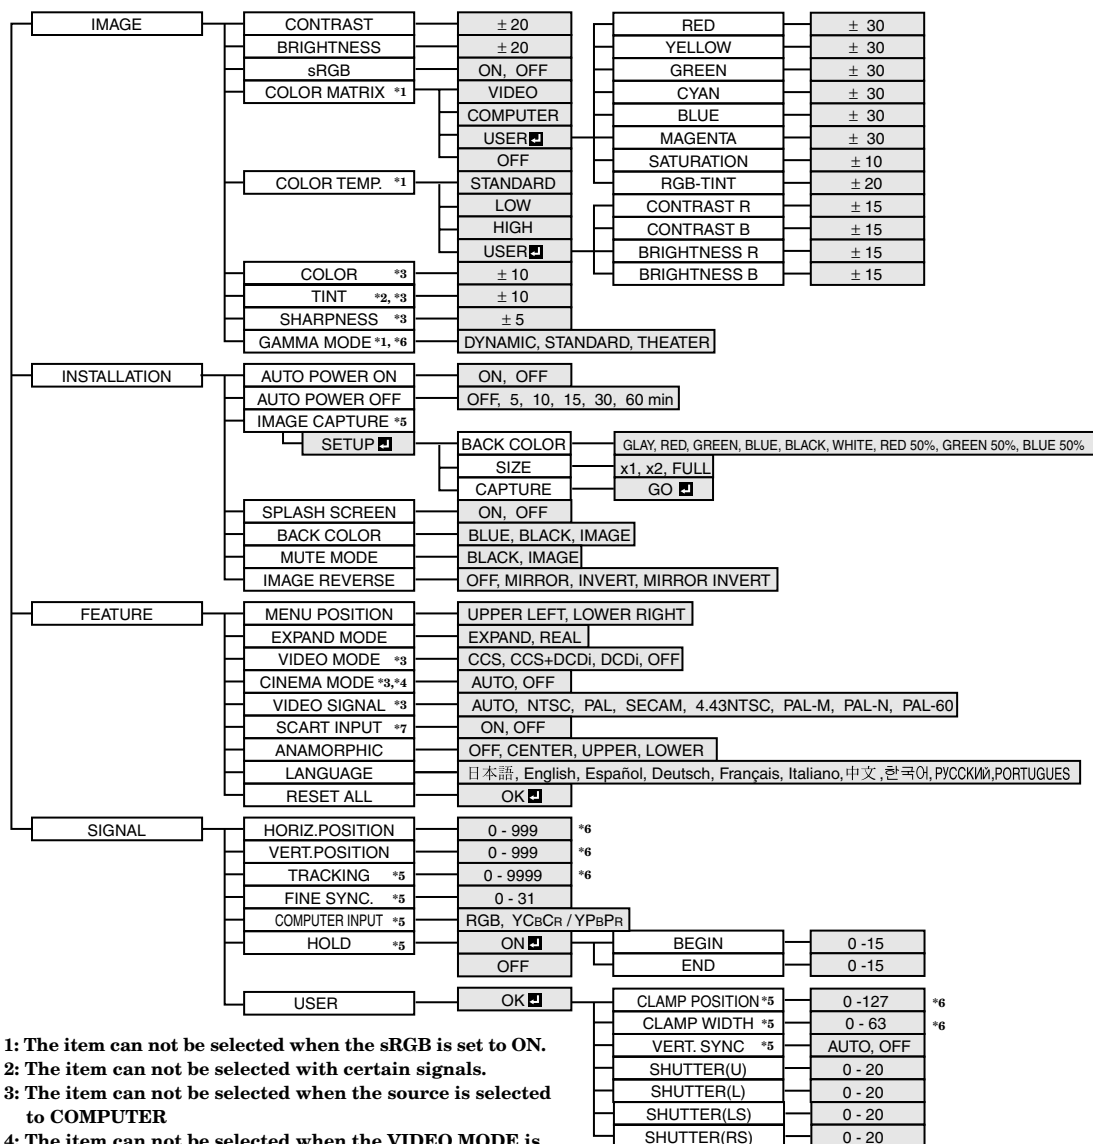 IMAGE CONTRAST ± 20 RED ± 30
BRIGHTNESS ± 20 YELLOW ± 30
sRGB ON, OFF GREEN ± 30
COLOR MATRIX *1 VIDEO CYAN ± 30
COMPUTER BLUE ± 30
USER MAGENTA ± 30
OFF SATURATION ± 10
COLOR TEMP. *1 STANDARD RGB-TINT ± 20
LOW CONTRAST R ± 15
HIGH CONTRAST B ± 15
USER BRIGHTNESS R ± 15
COLOR *3 ± 10 BRIGHTNESS B ± 15
TINT *2, *3 ± 10
SHARPNESS *3 ± 5
GAMMA MODE *1, *6 DYNAMIC, STANDARD, THEATER
INSTALLATION AUTO POWER ON ON, OFF
AUTO POWER OFF OFF, 5, 10, 15, 30, 60 min
IMAGE CAPTURE *5
SETUP BACK COLOR GLAY, RED, GREEN, BLUE, BLACK, WHITE, RED 50%, GREEN 50%, BLUE 50%
SIZE x1, x2, FULL
CAPTURE GO
SPLASH SCREEN ON, OFF
BACK COLOR BLUE, BLACK, IMAGE
MUTE MODE BLACK, IMAGE
IMAGE REVERSE OFF, MIRROR, INVERT, MIRROR INVERT
FEATURE MENU POSITION UPPER LEFT, LOWER RIGHT
EXPAND MODE EXPAND, REAL
VIDEO MODE *3 CCS, CCS+DCDi, DCDi, OFF
CINEMA MODE *3,*4 AUTO, OFF
VIDEO SIGNAL *3 AUTO, NTSC, PAL, SECAM, 4.43NTSC, PAL-M, PAL-N, PAL-60
SCART INPUT *7 ON, OFF
ANAMORPHIC OFF, CENTER, UPPER, LOWER
LANGUAGE 日本語, English, Español, Deutsch, Français, Italiano, 中文, 한국어, РУССКИЙ, PORTUGUES
RESET ALL OK
SIGNAL HORIZ.POSITION 0 - 999 *6
VERT.POSITION 0 - 999 *6
TRACKING *5 0 - 9999 *6
FINE SYNC. *5 0 - 31
COMPUTER INPUT *5 RGB, YCBCR / YPBPR
HOLD *5 ON BEGIN 0 -15
OFF END 0 -15
USER OK CLAMP POSITION *5 0 -127 *6
CLAMP WIDTH *5 0 - 63 *6
VERT. SYNC *5 AUTO, OFF
SHUTTER(U) 0 - 20
SHUTTER(L) 0 - 20
SHUTTER(LS) 0 - 20
SHUTTER(RS) 0 - 20
1: The item can not be selected when the sRGB is set to ON.
2: The item can not be selected with certain signals.
3: The item can not be selected when the source is selected
to COMPUTER
4: The item can not be selected when the VIDEO MODE is